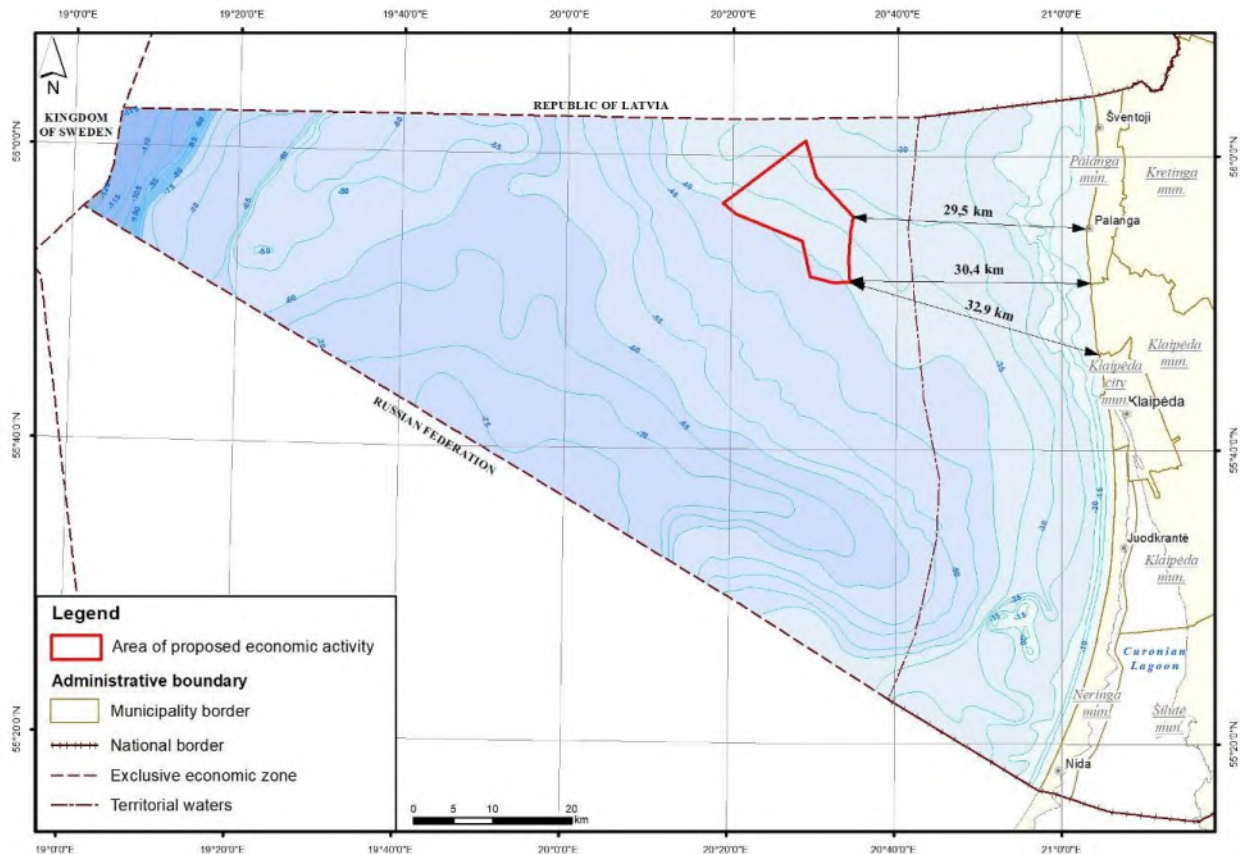 19°0'0"E
19°20'0"E
19°40'0"E
20°0'0"E
20°20'0"E
20°40'0"E
21°0'0"E
N
KINGDOM
OF SWEDEN
REPUBLIC OF LATVIA
RUSSIAN FEDERATION
56°0'0"N
56°0'0"N
55°40'0"N
55°40'0"N
55°20'0"N
55°20'0"N
Šventoji
Palanga
mun.
Kretinga
mun.
Palanga
29,5 km
30,4 km
32,9 km
Klaipėda
mun.
Klaipėda
city
mun.
Klaipėda
Juodkrantė
Klaipėda
mun.
Curonian
Lagoon
Neringa
mun.
Šilutė
mun.
Nida
Legend
Area of proposed economic activity
Administrative boundary
Municipality border
National border
Exclusive economic zone
Territorial waters
0 5 10 20
km
19°0'0"E
19°20'0"E
19°40'0"E
20°0'0"E
20°20'0"E
20°40'0"E
21°0'0"E